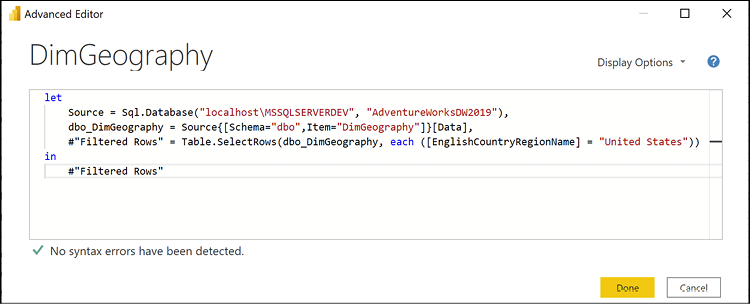 Advanced Editor
DimGeography
Display Options
?
let
Source = Sql.Database("localhost\MSSQLSERVERDEV", "AdventureWorksDW2019"),
dbo_DimGeography = Source{[Schema="dbo",Item="DimGeography"]}[Data],
#"Filtered Rows" = Table.SelectRows(dbo_DimGeography, each ([EnglishCountryRegionName] = "United States"))
in
#"Filtered Rows"
No syntax errors have been detected.
Done
Cancel